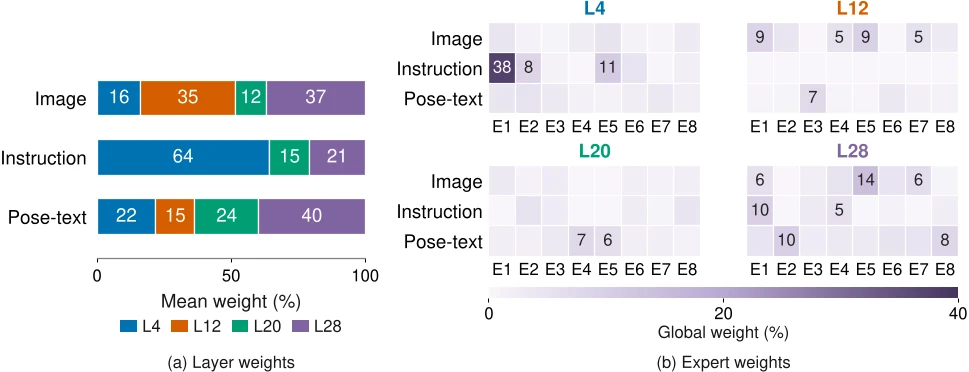 L4 L12
Image 9 5 9 5
Instruction 38 8 11
Pose-text 7
E1 E2 E3 E4 E5 E6 E7 E8 E1 E2 E3 E4 E5 E6 E7 E8
L20 L28
Image 6 14 6
Instruction 10 5
Pose-text 7 6 10 8
E1 E2 E3 E4 E5 E6 E7 E8 E1 E2 E3 E4 E5 E6 E7 E8
0 20 40
Global weight (%)
(b) Expert weights
Image 16 35 12 37
Instruction 64 15 21
Pose-text 22 15 24 40
0 50 100
Mean weight (%)
L4 L12 L20 L28
(a) Layer weights